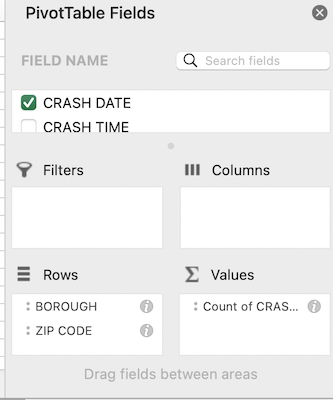 PivotTable Fields
FIELD NAME
Search fields
CRASH DATE
CRASH TIME
Filters
Columns
Rows
Values
BOROUGH
Count of CRAS...
ZIP CODE
Drag fields between areas